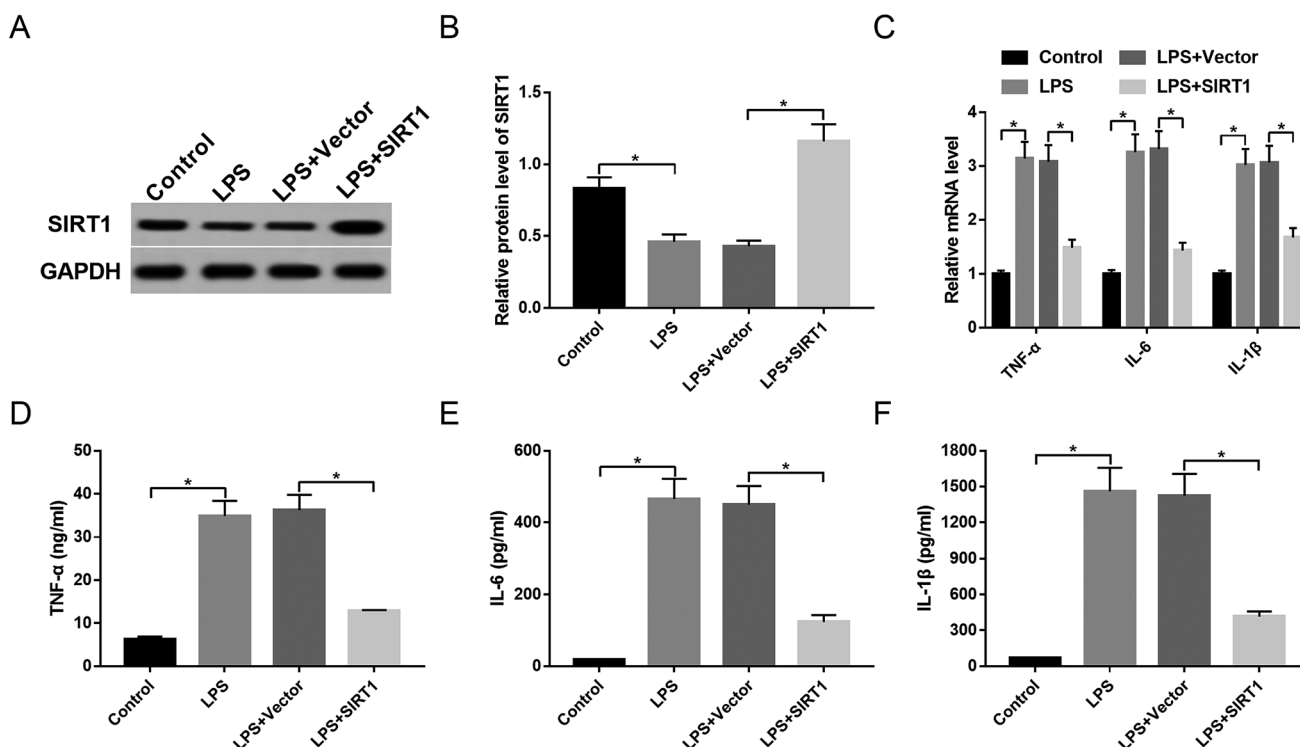 A
Control
LPS
LPS+Vector
LPS+SIRT1
SIRT1
GAPDH
B
Relative protein level of SIRT1
1.5
1.0
0.5
0.0
*
*
Control
LPS
LPS+Vector
LPS+SIRT1
C
Control
LPS+Vector
LPS
LPS+SIRT1
Relative mRNA level
4
3
2
1
0
* * * * * *
TNF-α
IL-6
IL-1β
D
TNF-α (ng/ml)
50
40
30
20
10
0
*
*
Control
LPS
LPS+Vector
LPS+SIRT1
E
IL-6 (pg/ml)
600
400
200
0
*
*
Control
LPS
LPS+Vector
LPS+SIRT1
F
IL-1β (pg/ml)
1800
1500
1200
900
600
300
0
*
*
Control
LPS
LPS+Vector
LPS+SIRT1